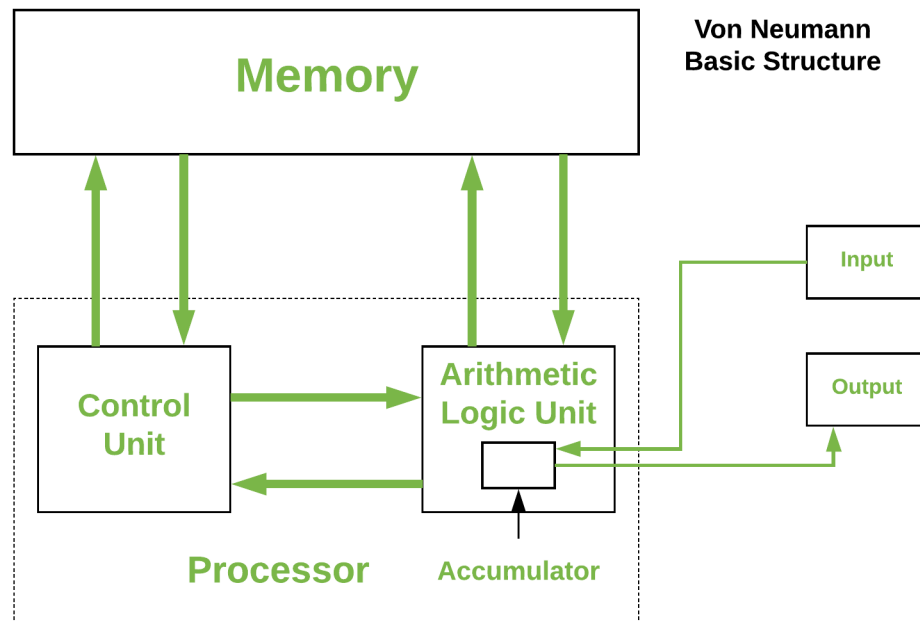 Von Neumann
Basic Structure
Memory
Input
Output
Control
Unit
Arithmetic
Logic Unit
Processor
Accumulator